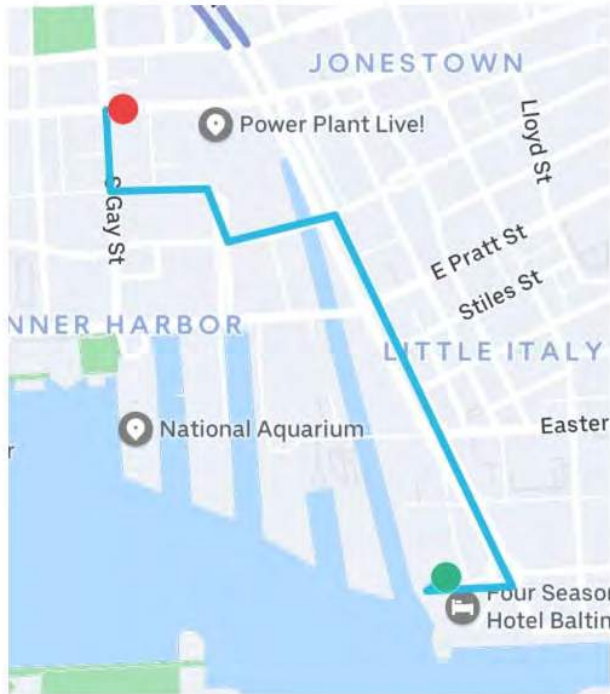 JONESTOWN
Power Plant Live!
Lloyd St
S Gay St
E Pratt St
Stiles St
NNER HARBOR
LITTLE ITALY
National Aquarium
Easter
r
Four Season
Hotel Baltin